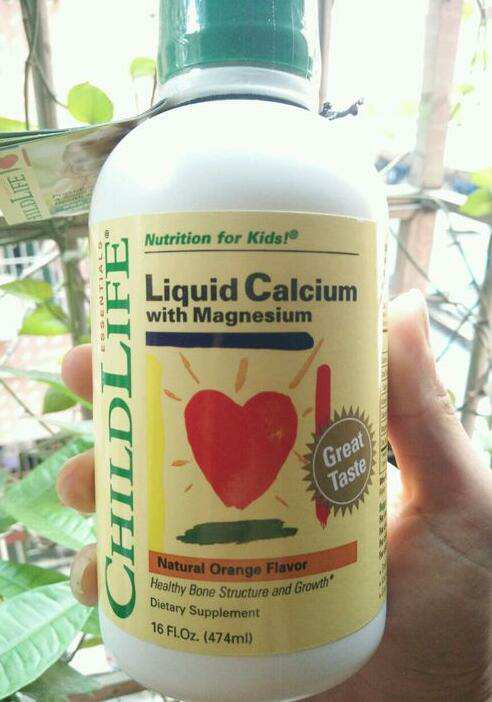 Nutrition for Kids!®
ESSENTIALS®
CHILDLIFE
Liquid Calcium
with Magnesium
Great
Taste
Natural Orange Flavor
Healthy Bone Structure and Growth*
Dietary Supplement
16 FL.Oz. (474ml)
CHILDLIFE